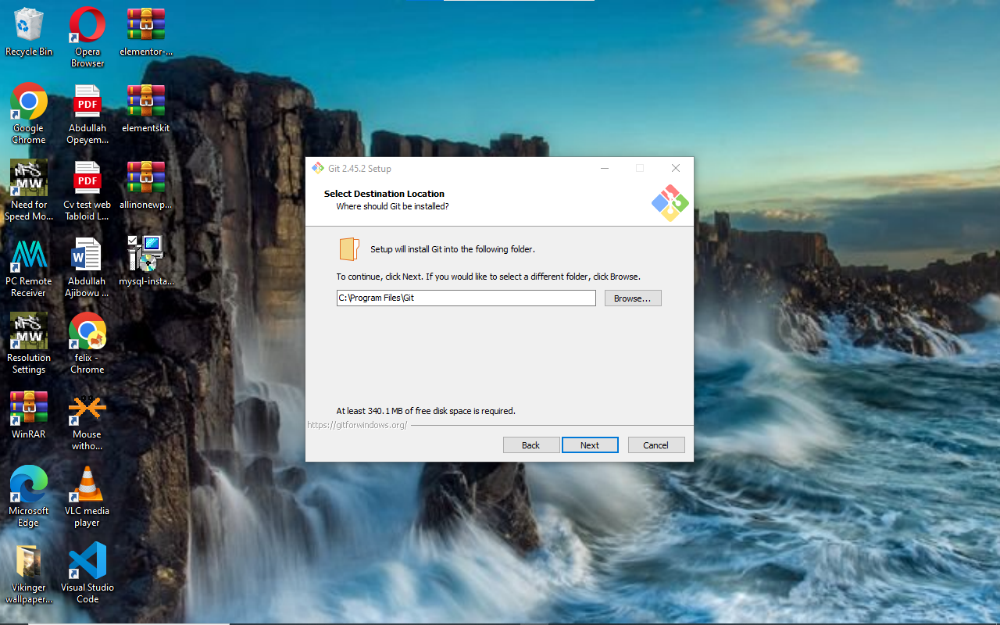 Recycle Bin
Opera
Browser
elementor-...
Google
Chrome
PDF
Abdullah
Opeyem...
elementskit
NFS
MW
Need for
Speed Mo...
PDF
Cv test web
Tabloid L...
allinonewp...
PC Remote
Receiver
W
Abdullah
Ajibowu ...
mysql-insta...
NFS
MW
Resolution
Settings
felix -
Chrome
WinRAR
Mouse
witho...
Microsoft
Edge
VLC media
player
Vikinger
wallpaper...
Visual Studio
Code
Git 2.45.2 Setup
Select Destination Location
Where should Git be installed?
Setup will install Git into the following folder.
To continue, click Next. If you would like to select a different folder, click Browse.
C:\Program Files\Git
Browse...
At least 340.1 MB of free disk space is required.
https://gitforwindows.org/
Back
Next
Cancel